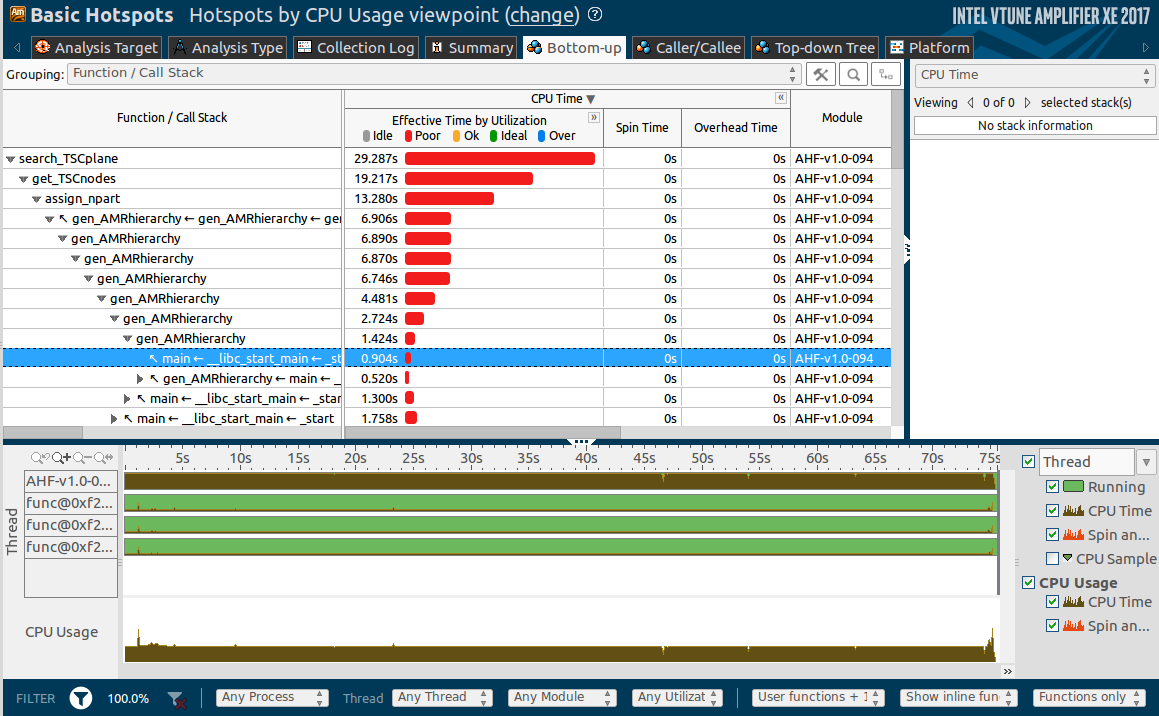 Am Basic Hotspots Hotspots by CPU Usage viewpoint (change) ?
INTEL VTUNE AMPLIFIER XE 2017
Analysis Target Analysis Type Collection Log Summary Bottom-up Caller/Callee Top-down Tree Platform
Grouping: Function / Call Stack
CPU Time
Viewing 0 of 0 selected stack(s)
No stack information
Function / Call Stack
CPU Time
Effective Time by Utilization
Idle Poor Ok Ideal Over
Spin Time Overhead Time Module
search_TSCplane 29.287s 0s 0s AHF-v1.0-094
get_TSCnodes 19.217s 0s 0s AHF-v1.0-094
assign_npart 13.280s 0s 0s AHF-v1.0-094
↖ gen_AMRhierarchy ← gen_AMRhierarchy ← gen 6.906s 0s 0s AHF-v1.0-094
gen_AMRhierarchy 6.890s 0s 0s AHF-v1.0-094
gen_AMRhierarchy 6.870s 0s 0s AHF-v1.0-094
gen_AMRhierarchy 6.746s 0s 0s AHF-v1.0-094
gen_AMRhierarchy 4.481s 0s 0s AHF-v1.0-094
gen_AMRhierarchy 2.724s 0s 0s AHF-v1.0-094
gen_AMRhierarchy 1.424s 0s 0s AHF-v1.0-094
↖ main ← __libc_start_main ← _st 0.904s 0s 0s AHF-v1.0-094
↖ gen_AMRhierarchy ← main ← _ 0.520s 0s 0s AHF-v1.0-094
↖ main ← __libc_start_main ← _star 1.300s 0s 0s AHF-v1.0-094
↖ main ← __libc_start_main ← _start 1.758s 0s 0s AHF-v1.0-094
5s 10s 15s 20s 25s 30s 35s 40s 45s 50s 55s 60s 65s 70s 75s
Thread
AHF-v1.0-0...
func@0xf2...
func@0xf2...
func@0xf2...
CPU Usage
Thread
Running
CPU Time
Spin an...
CPU Sample
CPU Usage
CPU Time
Spin an...
FILTER 100.0% Any Process Thread Any Thread Any Module Any Utilizat User functions + 1 Show inline fun Functions only